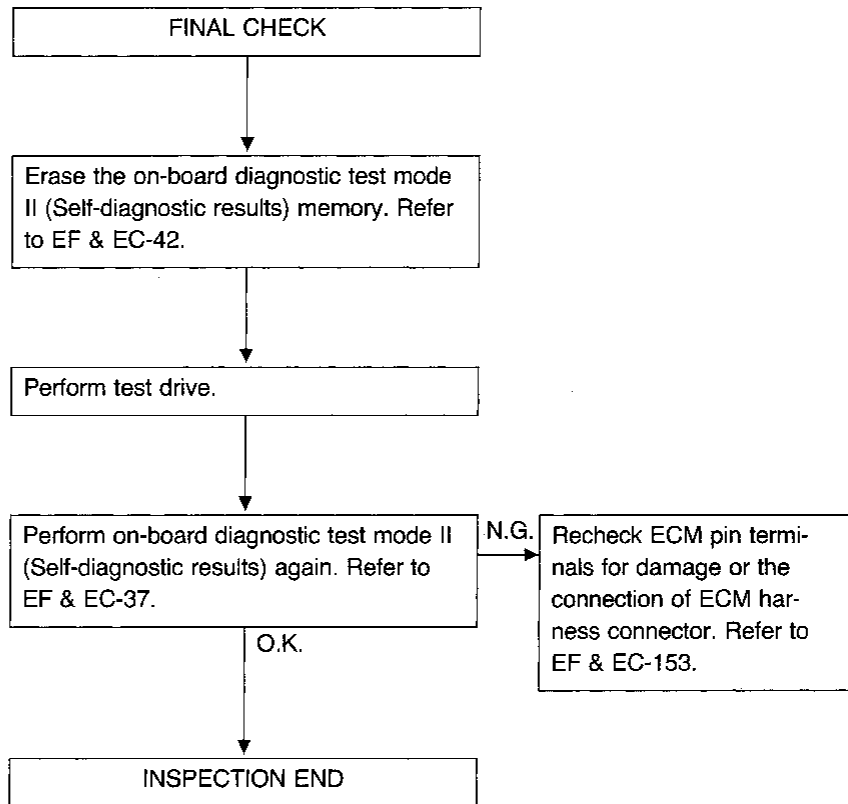 FINAL CHECK
Erase the on-board diagnostic test mode
II (Self-diagnostic results) memory. Refer
to EF & EC-42.
Perform test drive.
Perform on-board diagnostic test mode II
(Self-diagnostic results) again. Refer to
EF & EC-37.
N.G.
Recheck ECM pin termi-
nals for damage or the
connection of ECM har-
ness connector. Refer to
EF & EC-153.
O.K.
INSPECTION END